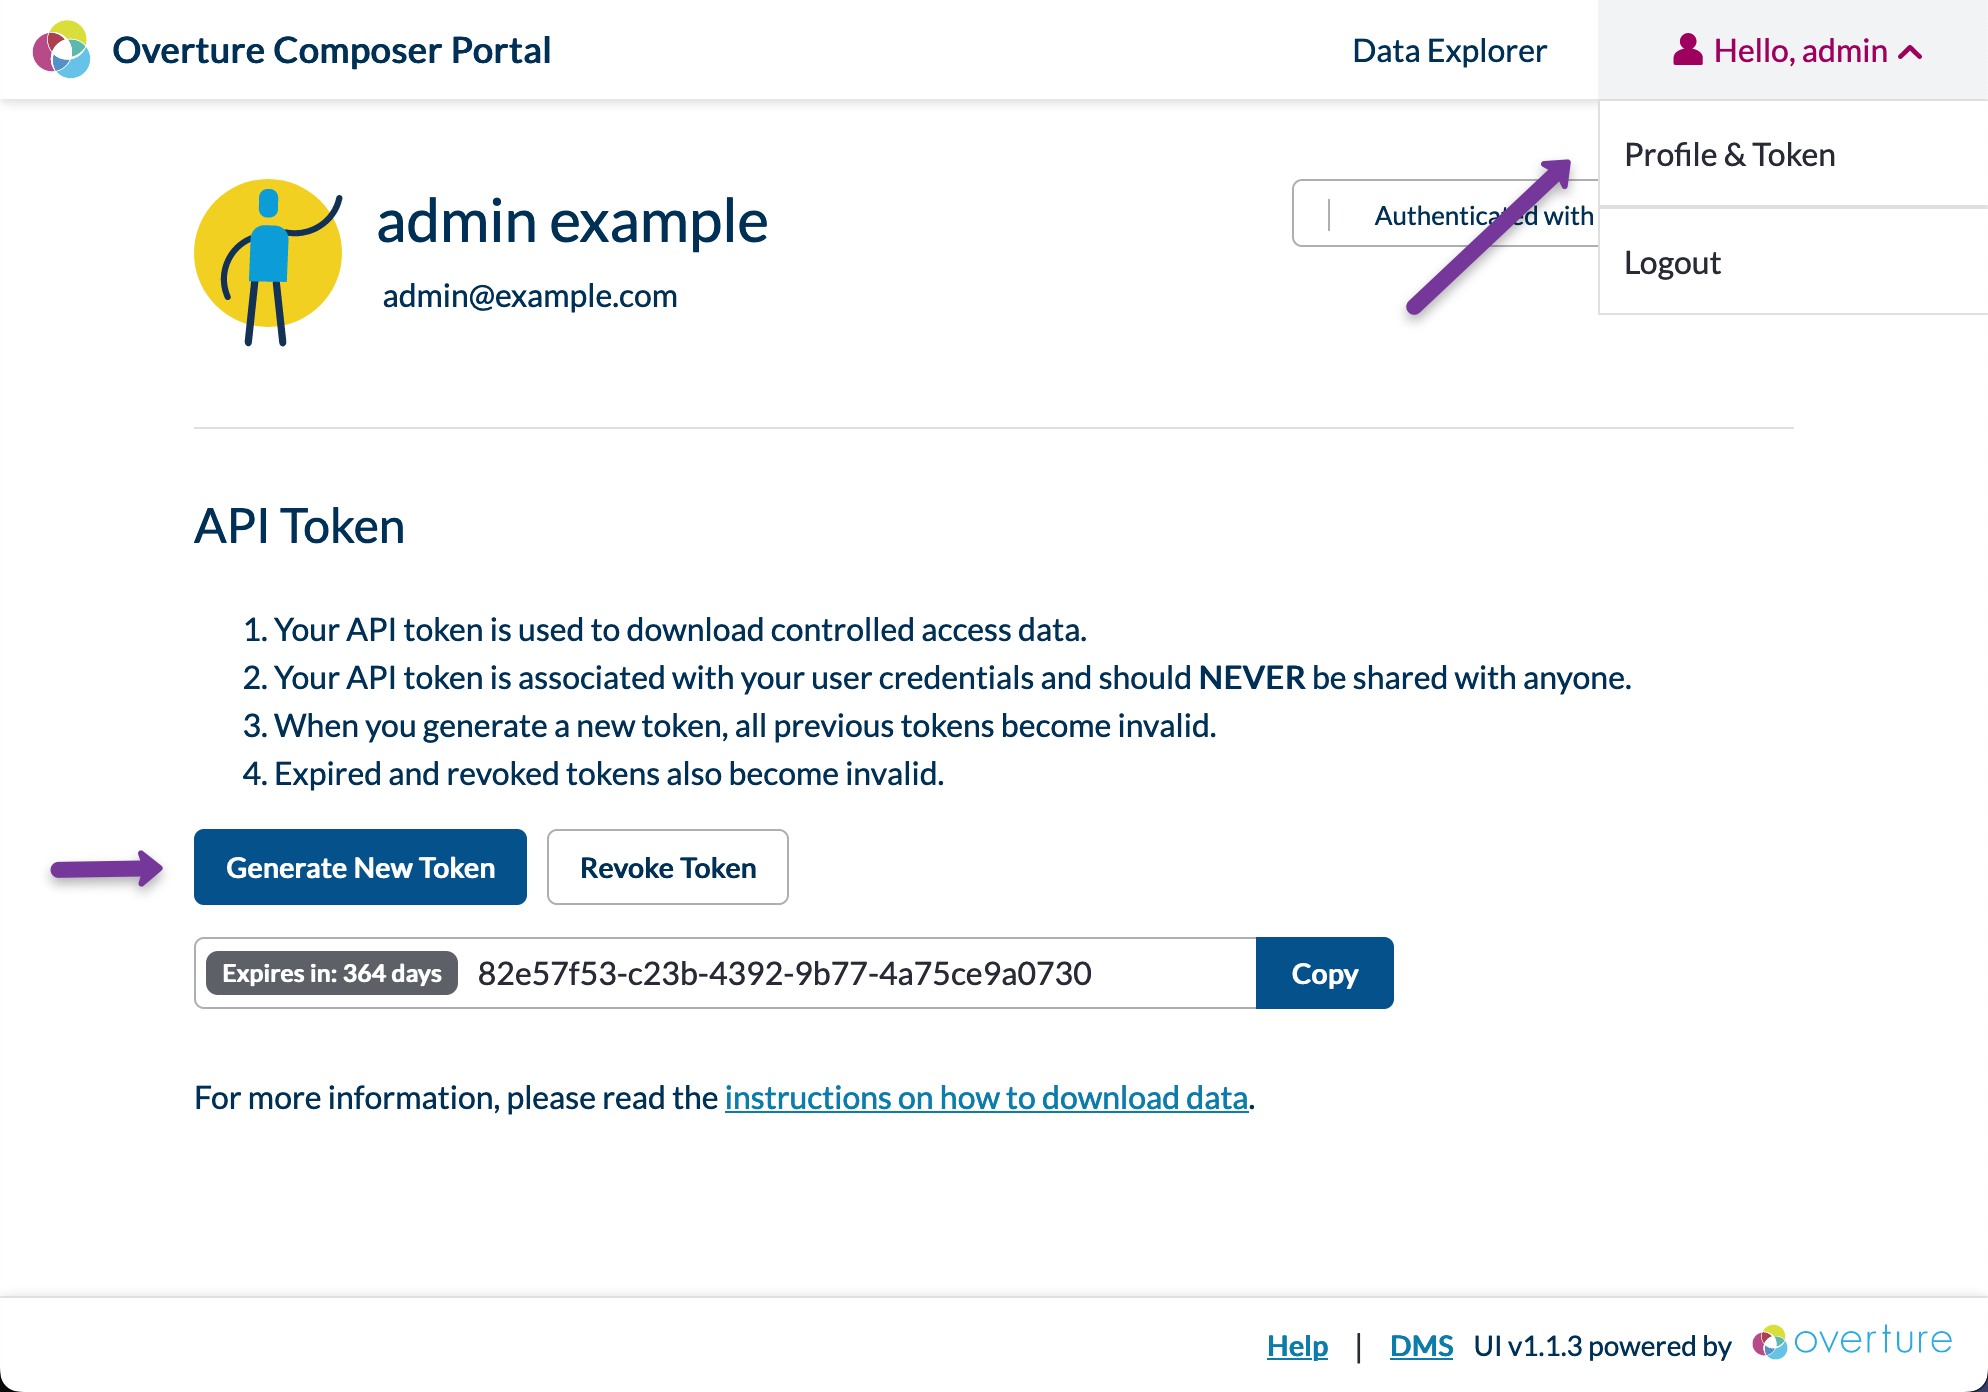 Overture Composer Portal
Data Explorer
Hello, admin
Profile & Token
Logout
admin example
admin@example.com
Authenticated with
API Token
1. Your API token is used to download controlled access data.
2. Your API token is associated with your user credentials and should NEVER be shared with anyone.
3. When you generate a new token, all previous tokens become invalid.
4. Expired and revoked tokens also become invalid.
Generate New Token
Revoke Token
Expires in: 364 days 82e57f53-c23b-4392-9b77-4a75ce9a0730
Copy
For more information, please read the instructions on how to download data.
Help | DMS UI v1.1.3 powered by overture